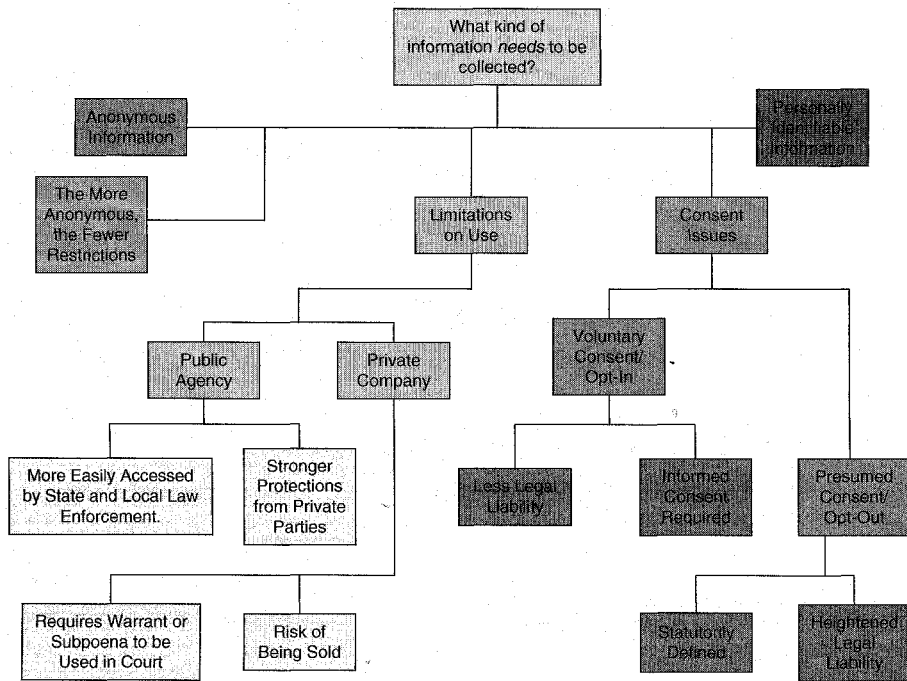 What kind of
information needs to be
collected?
Anonymous
Information
Personally
Identifiable
Information
The More
Anonymous,
the Fewer
Restrictions
Limitations
on Use
Consent
Issues
Public
Agency
Private
Company
Voluntary
Consent/
Opt-In
More Easily Accessed
by State and Local Law
Enforcement.
Stronger
Protections
from Private
Parties
Less Legal
Liability
Informed
Consent
Required
Presumed
Consent/
Opt-Out
Requires Warrant or
Subpoena to be
Used in Court
Risk of
Being Sold
Statutorily
Defined
Heightened
Legal
Liability